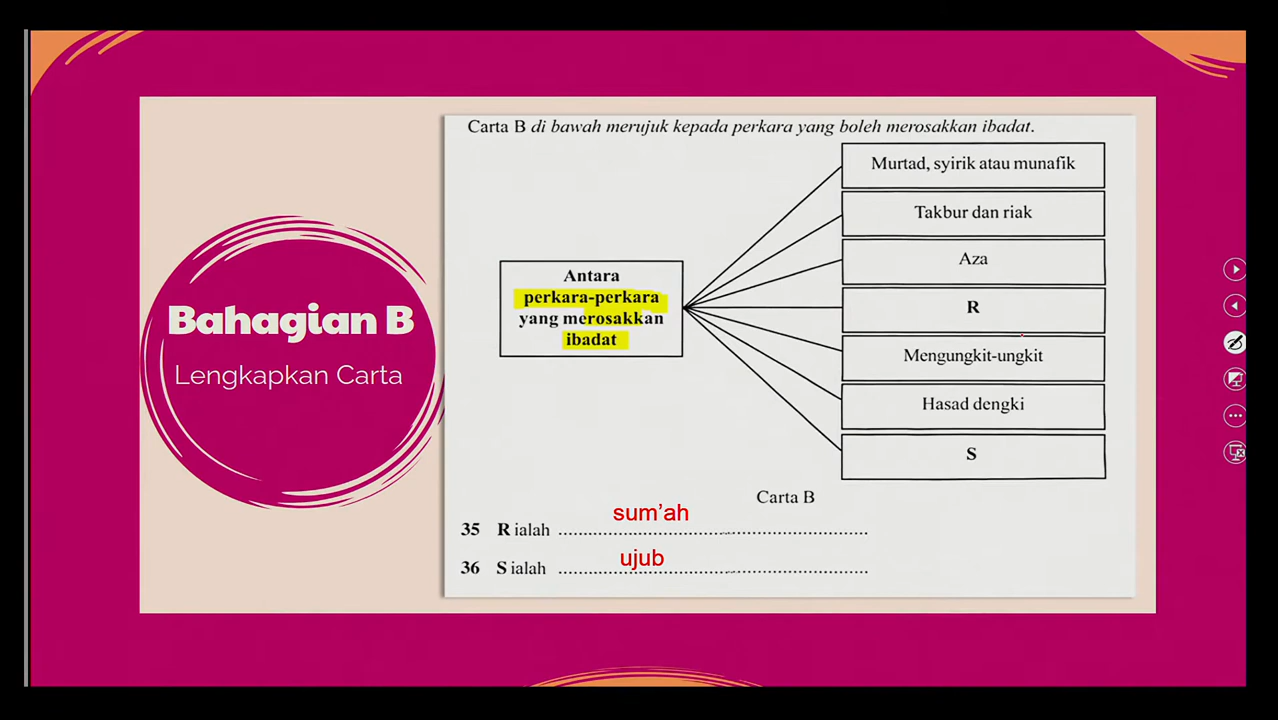 Bahagian B
Lengkapkan Carta
Carta B di bawah merujuk kepada perkara yang boleh merosakkan ibadat.
Antara
perkara-perkara
yang merosakkan
ibadat
Murtad, syirik atau munafik
Takbur dan riak
Aza
R
Mengungkit-ungkit
Hasad dengki
S
Carta B
35 R ialah sum'ah
36 S ialah ujub